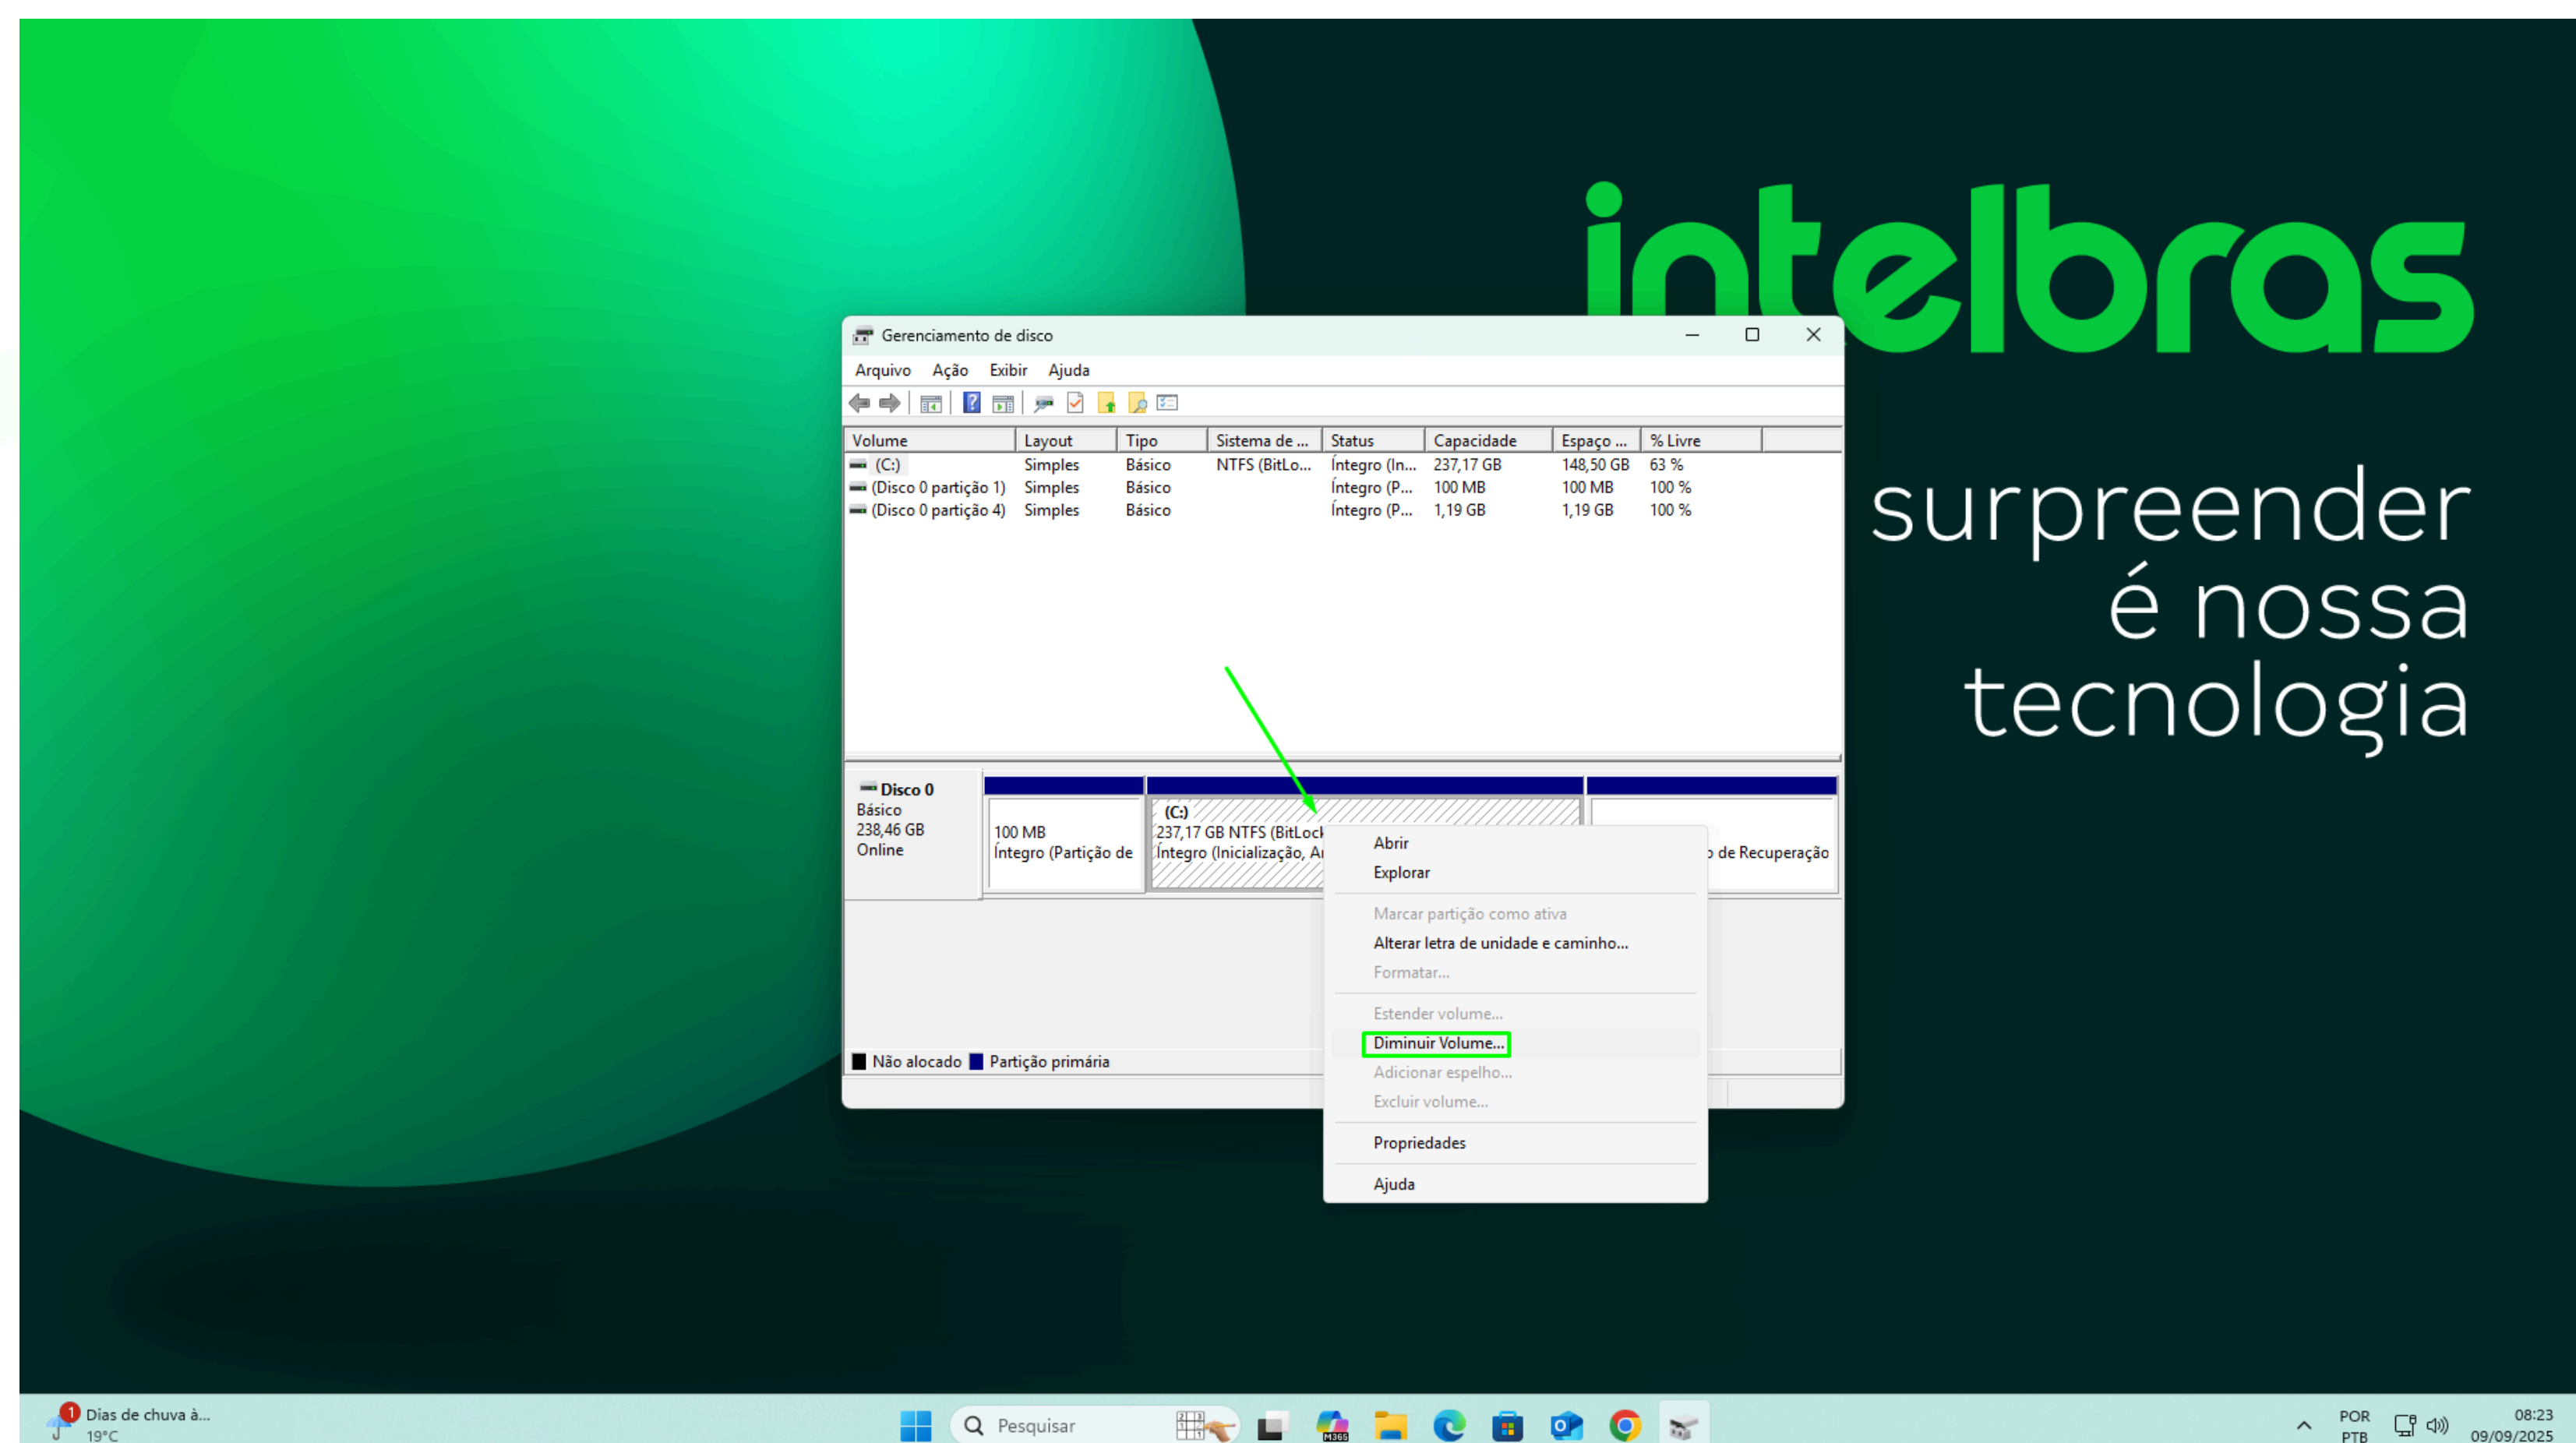 intelbras
surpreender
é nossa
tecnologia
Gerenciamento de disco
Arquivo Ação Exibir Ajuda
Volume Layout Tipo Sistema de ... Status Capacidade Espaço ... % Livre
(C:) Simples Básico NTFS (BitLo... Íntegro (In... 237,17 GB 148,50 GB 63 %
(Disco 0 partição 1) Simples Básico Íntegro (P... 100 MB 100 MB 100 %
(Disco 0 partição 4) Simples Básico Íntegro (P... 1,19 GB 1,19 GB 100 %
Disco 0
Básico
238,46 GB
Online
100 MB
Íntegro (Partição de
(C:)
237,17 GB NTFS (BitLock
Íntegro (Inicialização,
de Recuperação
Abrir
Explorar
Marcar partição como ativa
Alterar letra de unidade e caminho...
Formatar...
Estender volume...
Diminuir Volume...
Adicionar espelho...
Excluir volume...
Propriedades
Ajuda
Não alocado Partição primária
1
Dias de chuva à...
19°C
Pesquisar
M365
POR
PTB
08:23
09/09/2025